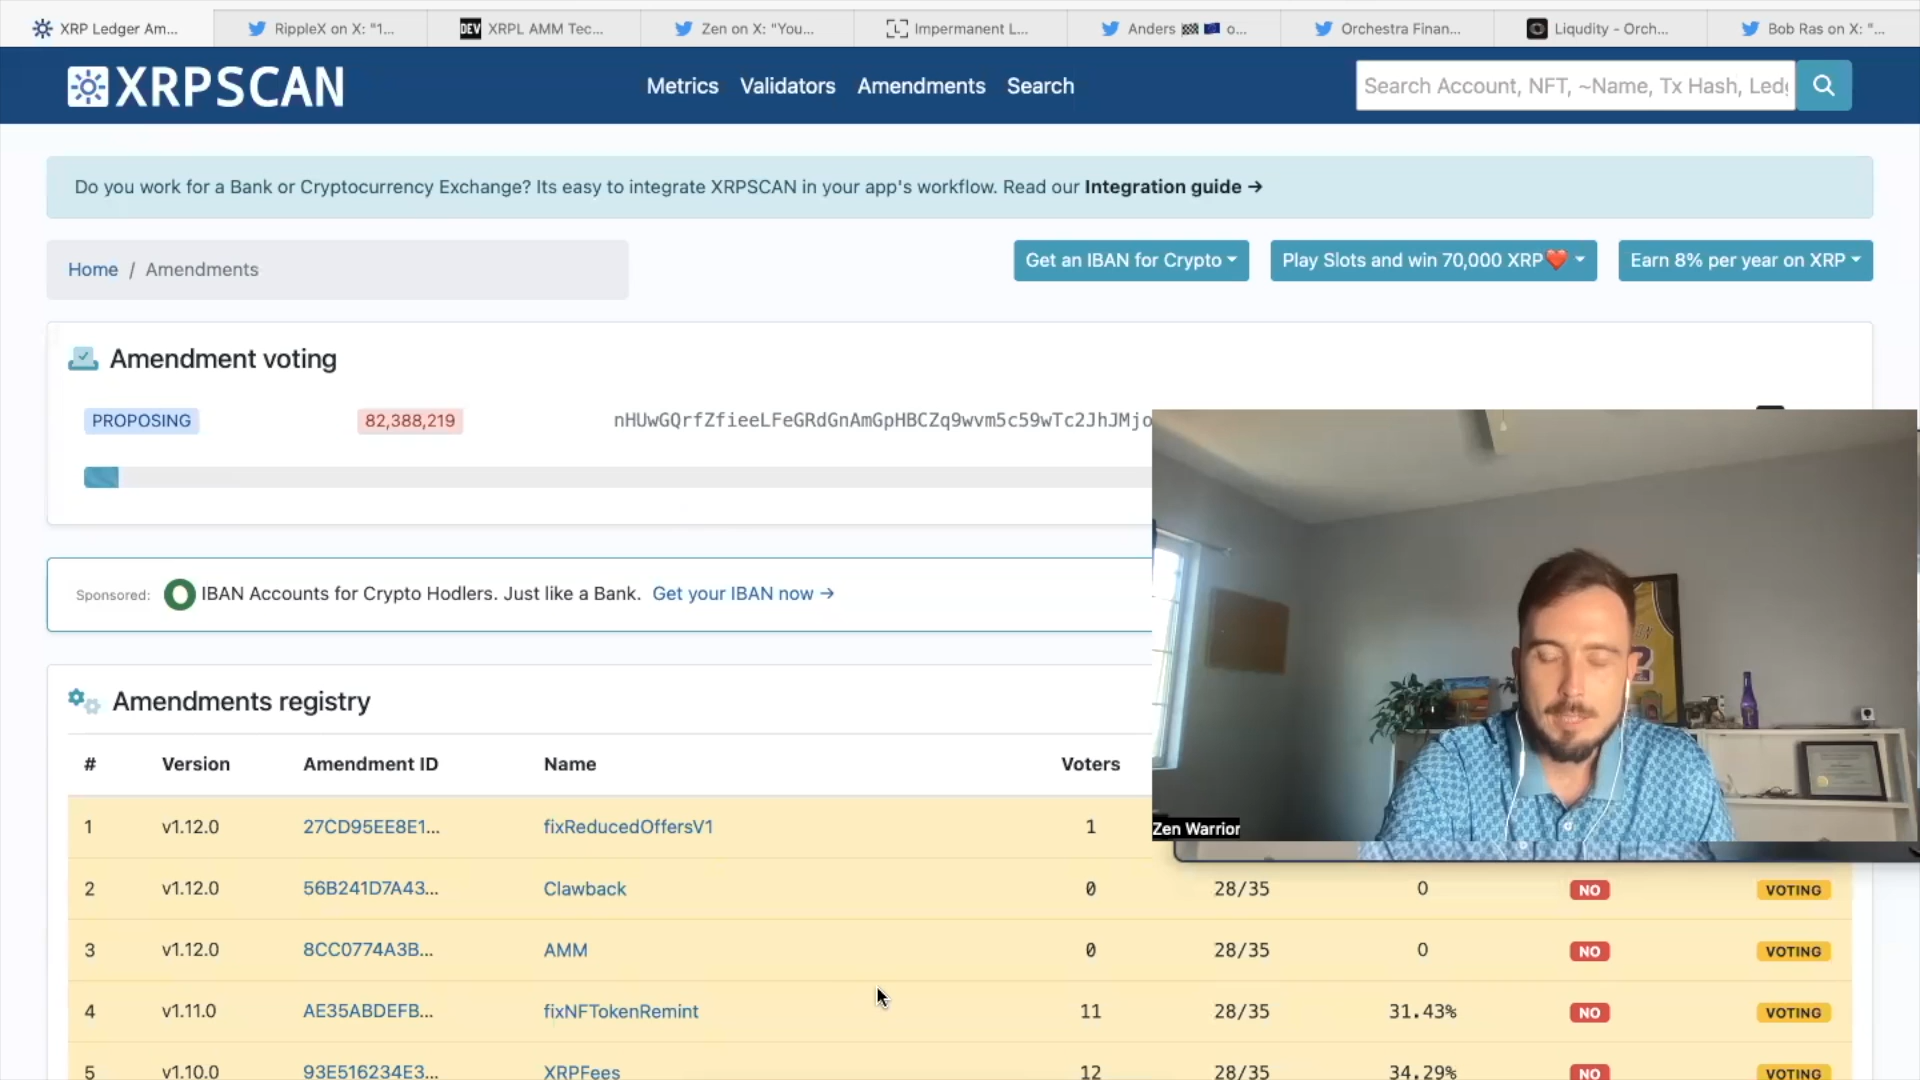 XRP Ledger Am...
RippleX on X: "1...
DEV XRPL AMM Tec...
Zen on X: "You...
Impermanent L...
Anders 🏁 🇪🇺 o...
Orchestra Finan...
Liqudity - Orch...
Bob Ras on X: "...
XRPSCAN
Metrics Validators Amendments Search
Search Account, NFT, ~Name, Tx Hash, Led
Do you work for a Bank or Cryptocurrency Exchange? Its easy to integrate XRPSCAN in your app's workflow. Read our Integration guide →
Home / Amendments
Get an IBAN for Crypto
Play Slots and win 70,000 XRP❤️
Earn 8% per year on XRP
Amendment voting
PROPOSING 82,388,219 nHUwGQrfZfieeLFeGRdGnAmGpHBCZq9wvm5c59wTc2JhJMjo
Sponsored: IBAN Accounts for Crypto Hodlers. Just like a Bank. Get your IBAN now →
Amendments registry
# Version Amendment ID Name Voters
1 v1.12.0 27CD95EE8E1... fixReducedOffersV1 1
Zen Warrior
2 v1.12.0 56B241D7A43... Clawback 0 28/35 0 NO VOTING
3 v1.12.0 8CC0774A3B... AMM 0 28/35 0 NO VOTING
4 v1.11.0 AE35ABDEFB... fixNFTokenRemint 11 28/35 31.43% NO VOTING
5 v1.10.0 93E516234E3... XRPFees 12 28/35 34.29% NO VOTING